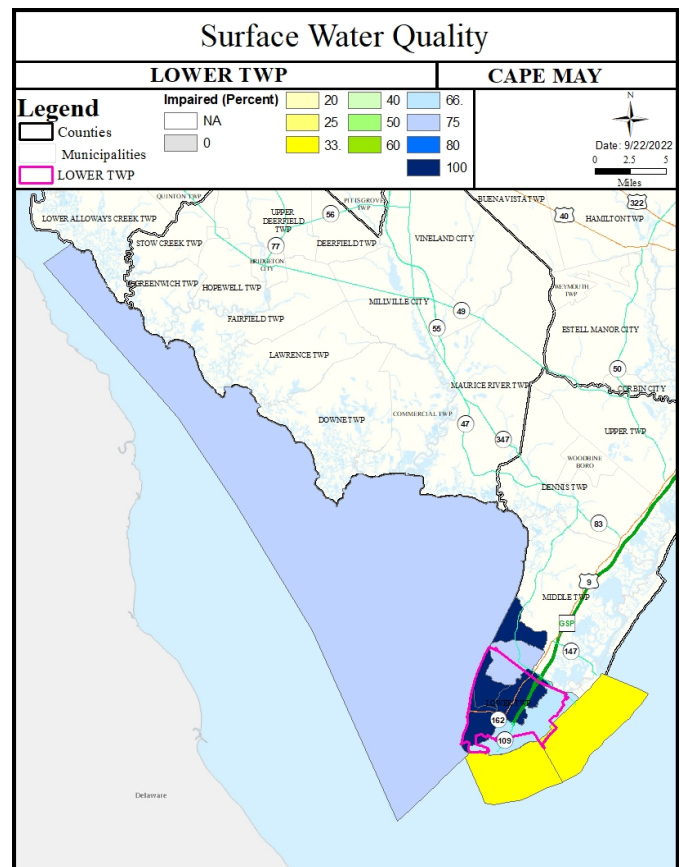 Surface Water Quality
LOWER TWP
CAPE MAY
Legend
Counties
Municipalities
LOWER TWP
Impaired (Percent)
NA
0
20
25
33.
40
50
60
66.
75
80
100
N
Date: 9/22/2022
0 2.5 5
Miles
QUINTON TWP
PITTSGROVE
TWP
BUENA VISTA TWP
322
LOWER ALLOWAYS CREEK TWP
UPPER
DEERFIELD
TWP
56
40
HAMILTON TWP
STOW CREEK TWP
77
DEERFIELD TWP
VINELAND CITY
BRIDGETON
CITY
GREENWICH TWP
HOPEWELL TWP
WEYMOUTH
TWP
MILLVILLE CITY
49
FAIRFIELD TWP
55
ESTELL MANOR CITY
LAWRENCE TWP
50
MAURICE RIVER TWP
CORBIN CITY
COMMERCIAL TWP
DOWNE TWP
47
UPPER TWP
347
WOODBINE
BORO
DENNIS TWP
83
9
MIDDLE TWP
GSP
147
162
109
Delaware